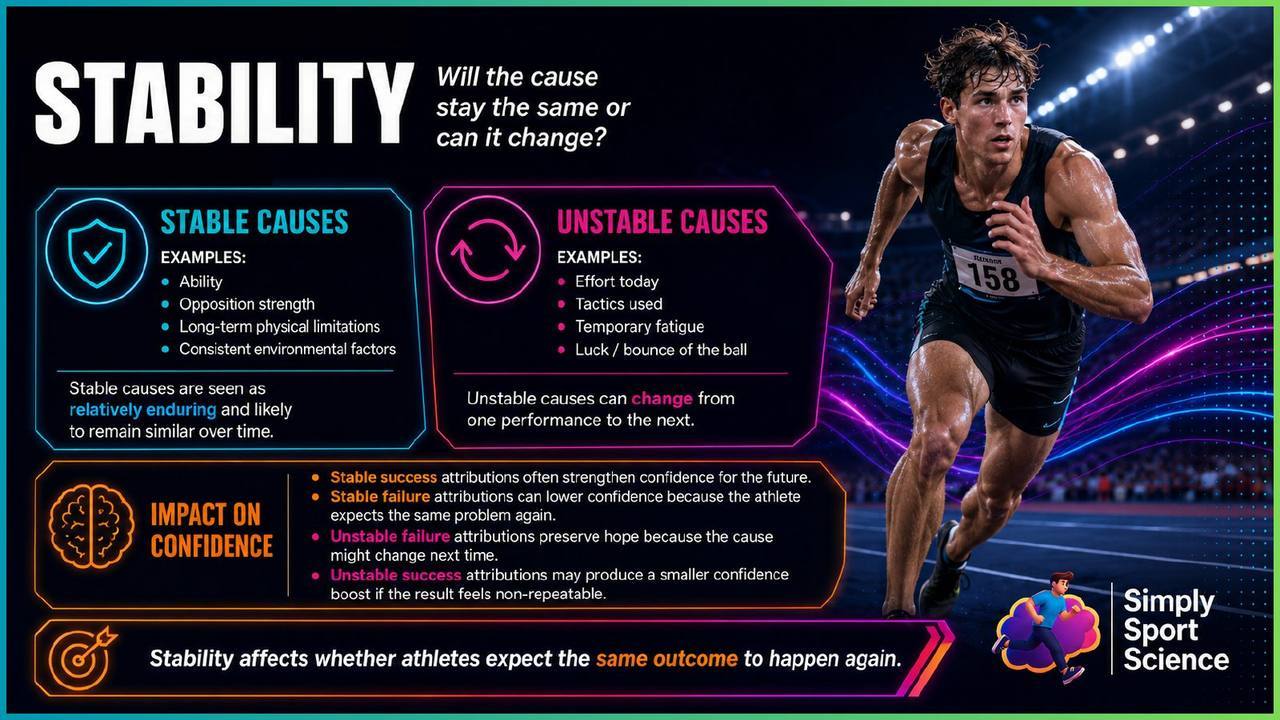 STABILITY
Will the cause
stay the same or
can it change?
STABLE CAUSES
EXAMPLES:
• Ability
• Opposition strength
• Long-term physical limitations
• Consistent environmental factors
Stable causes are seen as
relatively enduring and likely
to remain similar over time.
UNSTABLE CAUSES
EXAMPLES:
• Effort today
• Tactics used
• Temporary fatigue
• Luck / bounce of the ball
Unstable causes can change from
one performance to the next.
IMPACT ON
CONFIDENCE
• Stable success attributions often strengthen confidence for the future.
• Stable failure attributions can lower confidence because the athlete
expects the same problem again.
• Unstable failure attributions preserve hope because the cause
might change next time.
• Unstable success attributions may produce a smaller confidence
boost if the result feels non-repeatable.
Stability affects whether athletes expect the same outcome to happen again.
158
Simply
Sport
Science